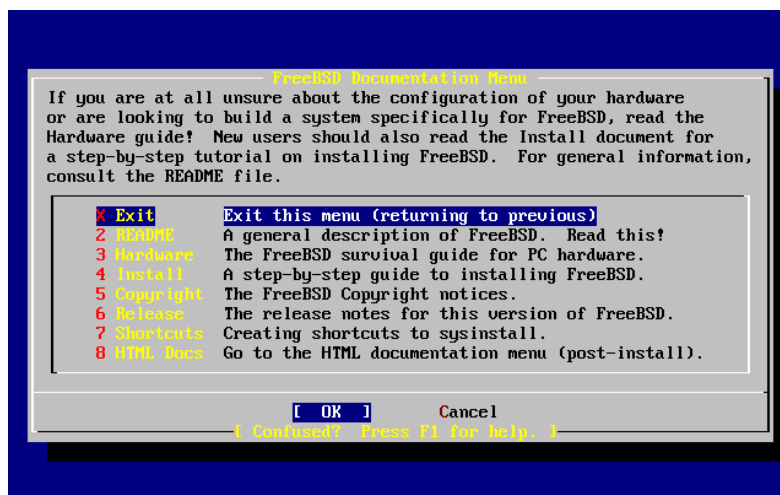 FreeBSD Documentation Menu
If you are at all unsure about the configuration of your hardware
or are looking to build a system specifically for FreeBSD, read the
Hardware guide!  New users should also read the Install document for
a step-by-step tutorial on installing FreeBSD.  For general information,
consult the README file.
X Exit Exit this menu (returning to previous)
2 README A general description of FreeBSD.  Read this!
3 Hardware The FreeBSD survival guide for PC hardware.
4 Install A step-by-step guide to installing FreeBSD.
5 Copyright The FreeBSD Copyright notices.
6 Release The release notes for this version of FreeBSD.
7 Shortcuts Creating shortcuts to sysinstall.
8 HTML Docs Go to the HTML documentation menu (post-install).
[ OK ] Cancel
[ Confused? Press F1 for help. ]